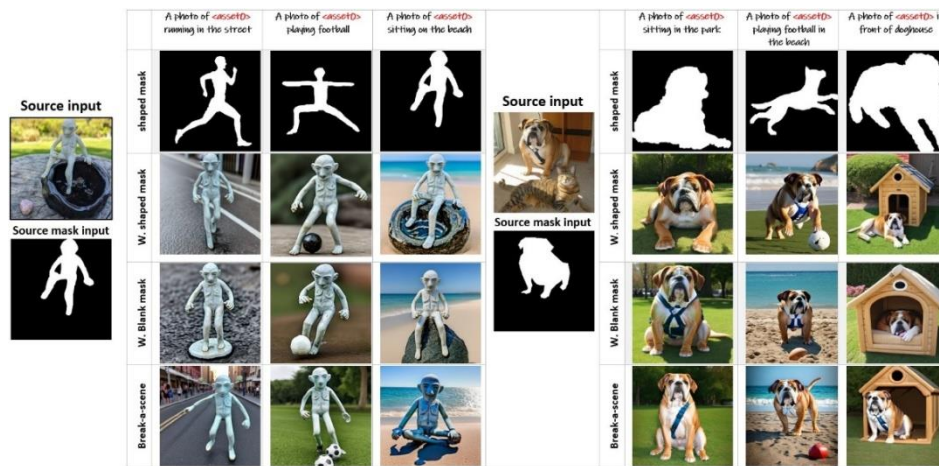 A photo of <asset0>
running in the street
A photo of <asset0>
playing football
A photo of <asset0>
sitting on the beach
A photo of <asset0>
sitting in the park
A photo of <asset0>
playing football in
the beach
A photo of <asset0>
front of doghouse
shaped mask
Source input
Source mask input
W. shaped mask
W. Blank mask
Break-a-scene
Source input
Source mask input
shaped mask
W. shaped mask
W. Blank mask
Break-a-scene